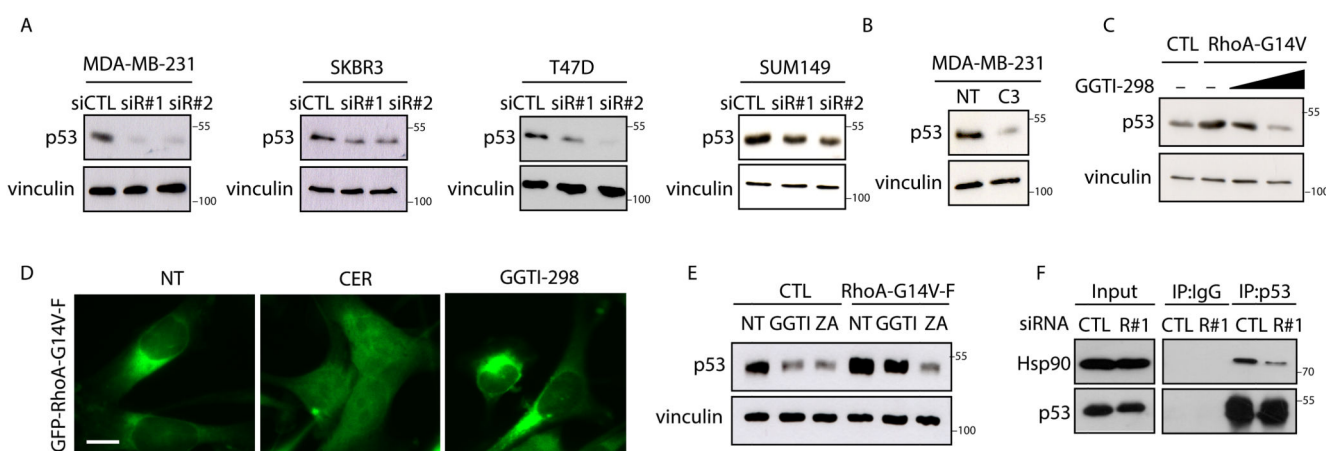 A
MDA-MB-231
siCTL siR#1 siR#2
p53
–55
vinculin
–100
SKBR3
siCTL siR#1 siR#2
p53
–55
vinculin
–100
T47D
siCTL siR#1 siR#2
p53
–55
vinculin
–100
SUM149
siCTL siR#1 siR#2
p53
–55
vinculin
–100
B
MDA-MB-231
NT C3
p53
–55
vinculin
–100
C
CTL RhoA-G14V
GGTI-298 – –
p53
–55
vinculin
–100
D
NT CER GGTI-298
GFP-RhoA-G14V-F
E
CTL RhoA-G14V-F
NT GGTI ZA NT GGTI ZA
p53
–55
vinculin
–100
F
Input IP:IgG IP:p53
siRNA CTL R#1 CTL R#1 CTL R#1
Hsp90
70
p53
55